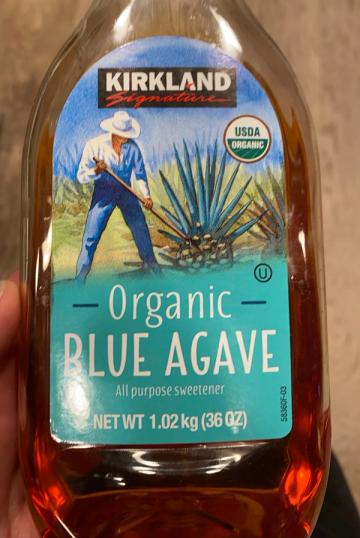 KIRKLAND
Signature
USDA
ORGANIC
U
Organic
BLUE AGAVE
All purpose sweetener
NET WT 1.02 kg (36 OZ)
58360F-03